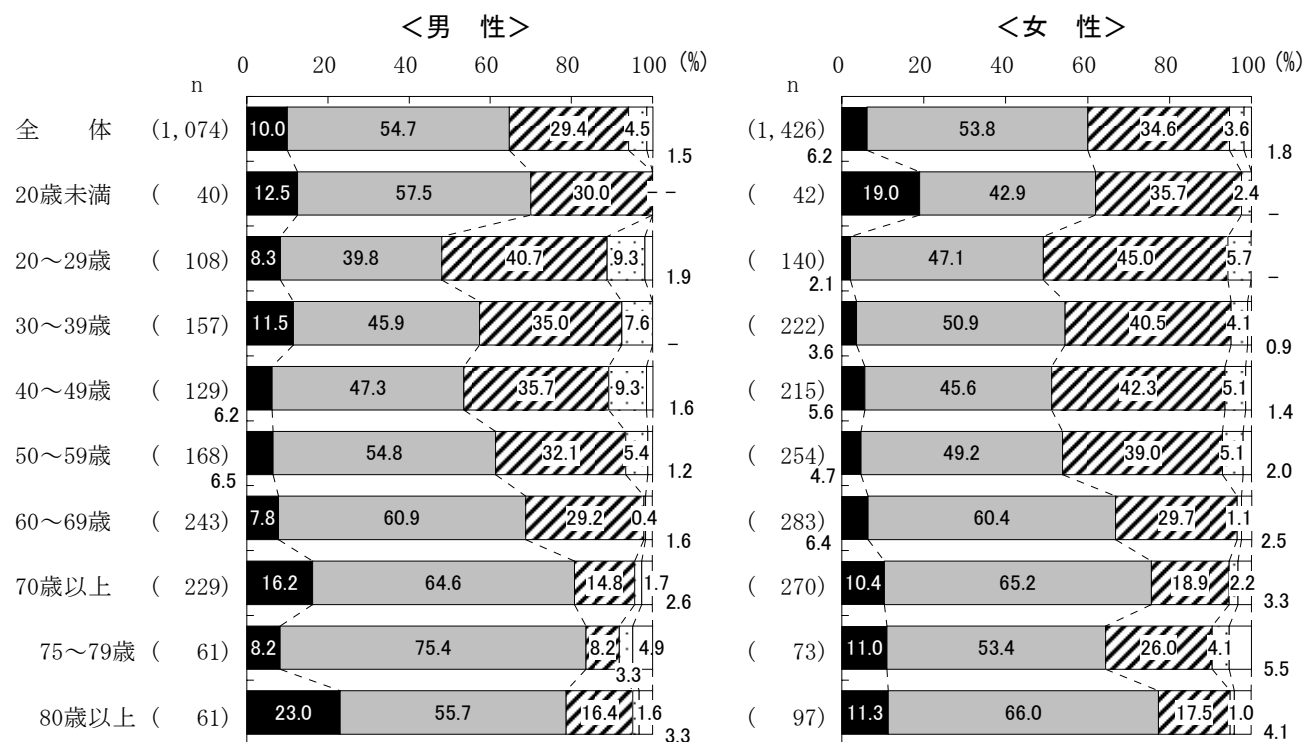 ＜男　性＞　＜女　性＞
0 20 40 60 80 100 (%) 0 20 40 60 80 100 (%)
n n
全　体 (1,074) 10.0 54.7 29.4 4.5 1.5 (1,426) 6.2 53.8 34.6 3.6 1.8
20歳未満 ( 40) 12.5 57.5 30.0 － － ( 42) 19.0 42.9 35.7 2.4 －
20～29歳 ( 108) 8.3 39.8 40.7 9.3 1.9 ( 140) 2.1 47.1 45.0 5.7 －
30～39歳 ( 157) 11.5 45.9 35.0 7.6 － ( 222) 3.6 50.9 40.5 4.1 0.9
40～49歳 ( 129) 6.2 47.3 35.7 9.3 1.6 ( 215) 5.6 45.6 42.3 5.1 1.4
50～59歳 ( 168) 6.5 54.8 32.1 5.4 1.2 ( 254) 4.7 49.2 39.0 5.1 2.0
60～69歳 ( 243) 7.8 60.9 29.2 0.4 1.6 ( 283) 6.4 60.4 29.7 1.1 2.5
70歳以上 ( 229) 16.2 64.6 14.8 1.7 2.6 ( 270) 10.4 65.2 18.9 2.2 3.3
75～79歳 ( 61) 8.2 75.4 8.2 3.3 4.9 ( 73) 11.0 53.4 26.0 4.1 5.5
80歳以上 ( 61) 23.0 55.7 16.4 1.6 3.3 ( 97) 11.3 66.0 17.5 1.0 4.1